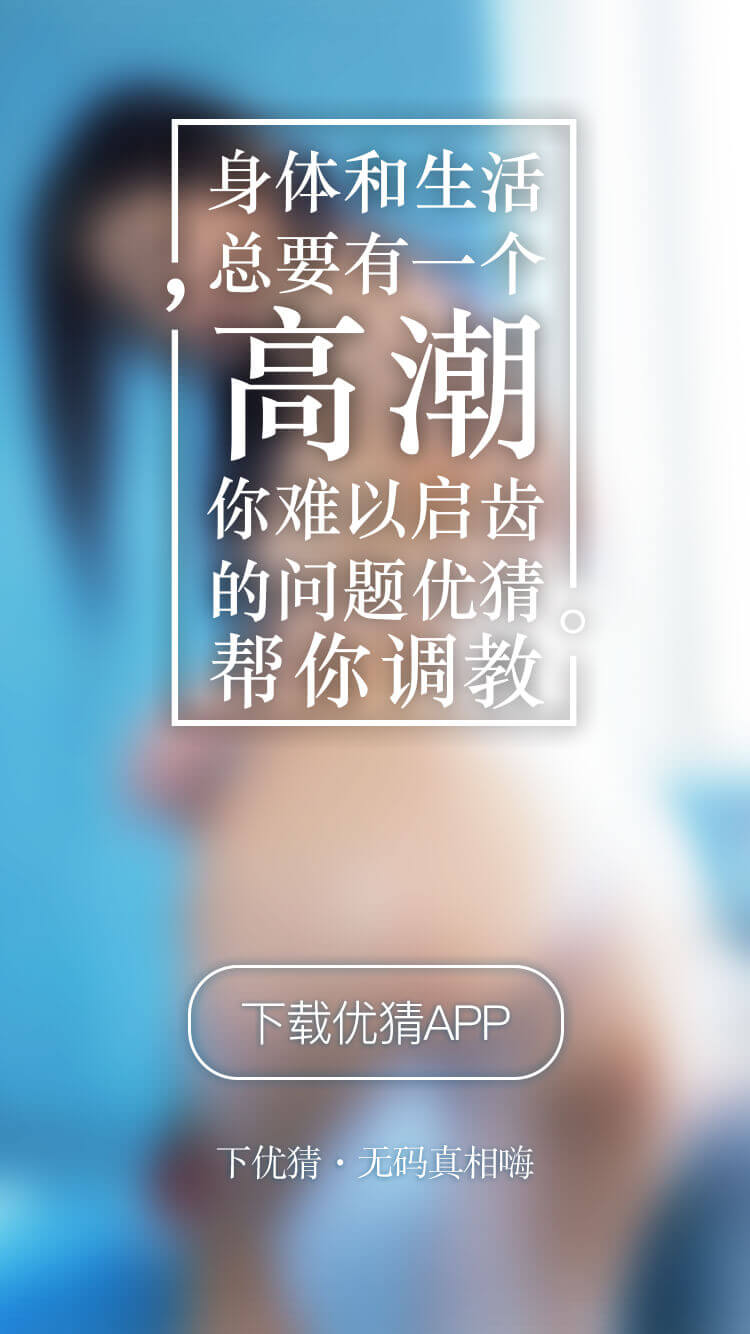 身体和生活
总要有一个
，
高潮
你难以启齿
的问题优猜
。
帮你调教
下载优猜APP
下优猜·无码真相嗨